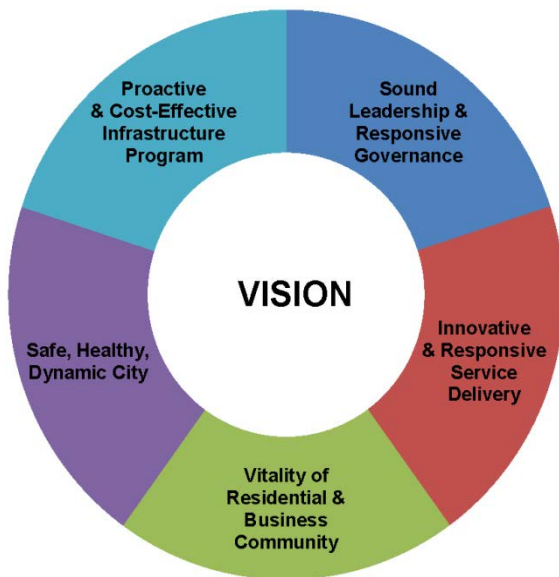 Proactive
& Cost-Effective
Infrastructure
Program
Sound
Leadership &
Responsive
Governance
VISION
Safe, Healthy,
Dynamic City
Innovative
& Responsive
Service
Delivery
Vitality of
Residential &
Business
Community